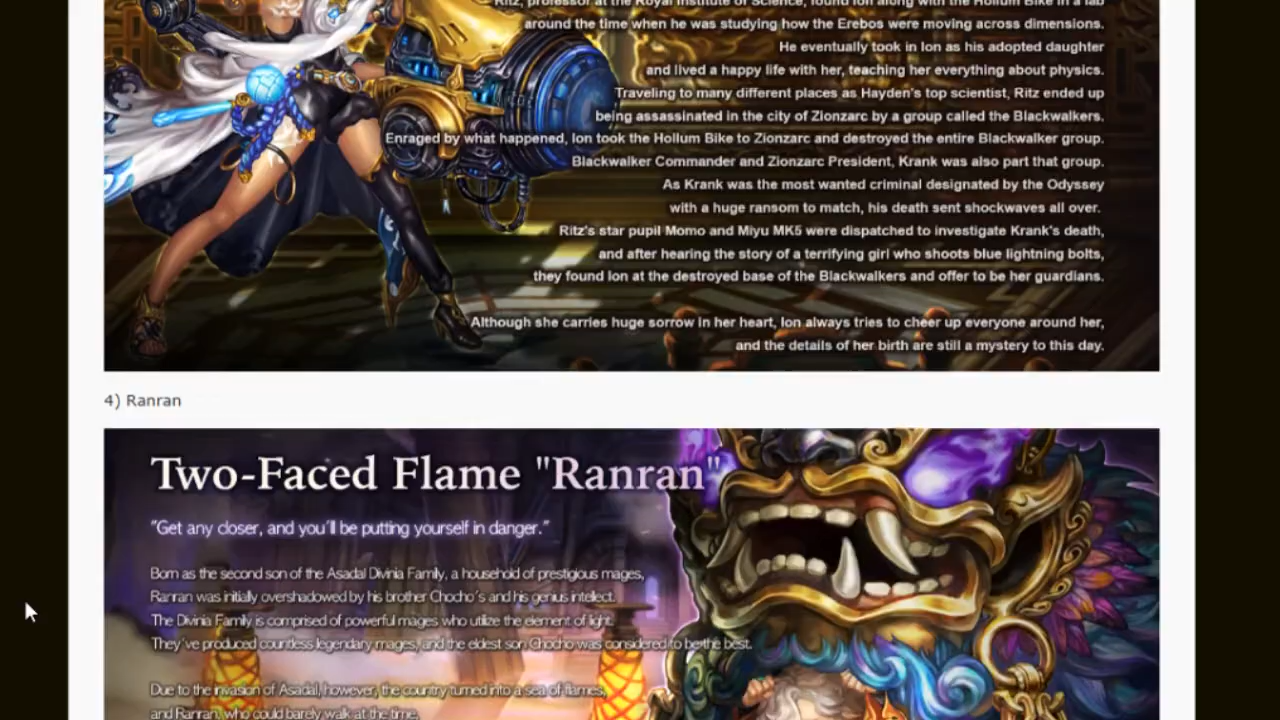 Ritz, professor at the Royal Institute of Science, found Ion along with the Hollum Bike in a lab
around the time when he was studying how the Erebos were moving across dimensions.
He eventually took in Ion as his adopted daughter
and lived a happy life with her, teaching her everything about physics.
Traveling to many different places as Hayden's top scientist, Ritz ended up
being assassinated in the city of Zionzarc by a group called the Blackwalkers.
Enraged by what happened, Ion took the Hollum Bike to Zionzarc and destroyed the entire Blackwalker group.
Blackwalker Commander and Zionzarc President, Krank was also part that group.
As Krank was the most wanted criminal designated by the Odyssey
with a huge ransom to match, his death sent shockwaves all over.
Ritz's star pupil Momo and Miyu MK5 were dispatched to investigate Krank's death,
and after hearing the story of a terrifying girl who shoots blue lightning bolts,
they found Ion at the destroyed base of the Blackwalkers and offer to be her guardians.
Although she carries huge sorrow in her heart, Ion always tries to cheer up everyone around her,
and the details of her birth are still a mystery to this day.
4) Ranran
Two-Faced Flame "Ranran"
"Get any closer, and you'll be putting yourself in danger."
Born as the second son of the Asadal Divinia Family, a household of prestigious mages,
Ranran was initially overshadowed by his brother Chocho's and his genius intellect.
The Divinia Family is comprised of powerful mages who utilize the element of light.
They've produced countless legendary mages, and the eldest son Chocho was considered to be the best.
Due to the invasion of Asadal, however, the country turned into a sea of flames,
and Ranran, who could barely walk at the time,